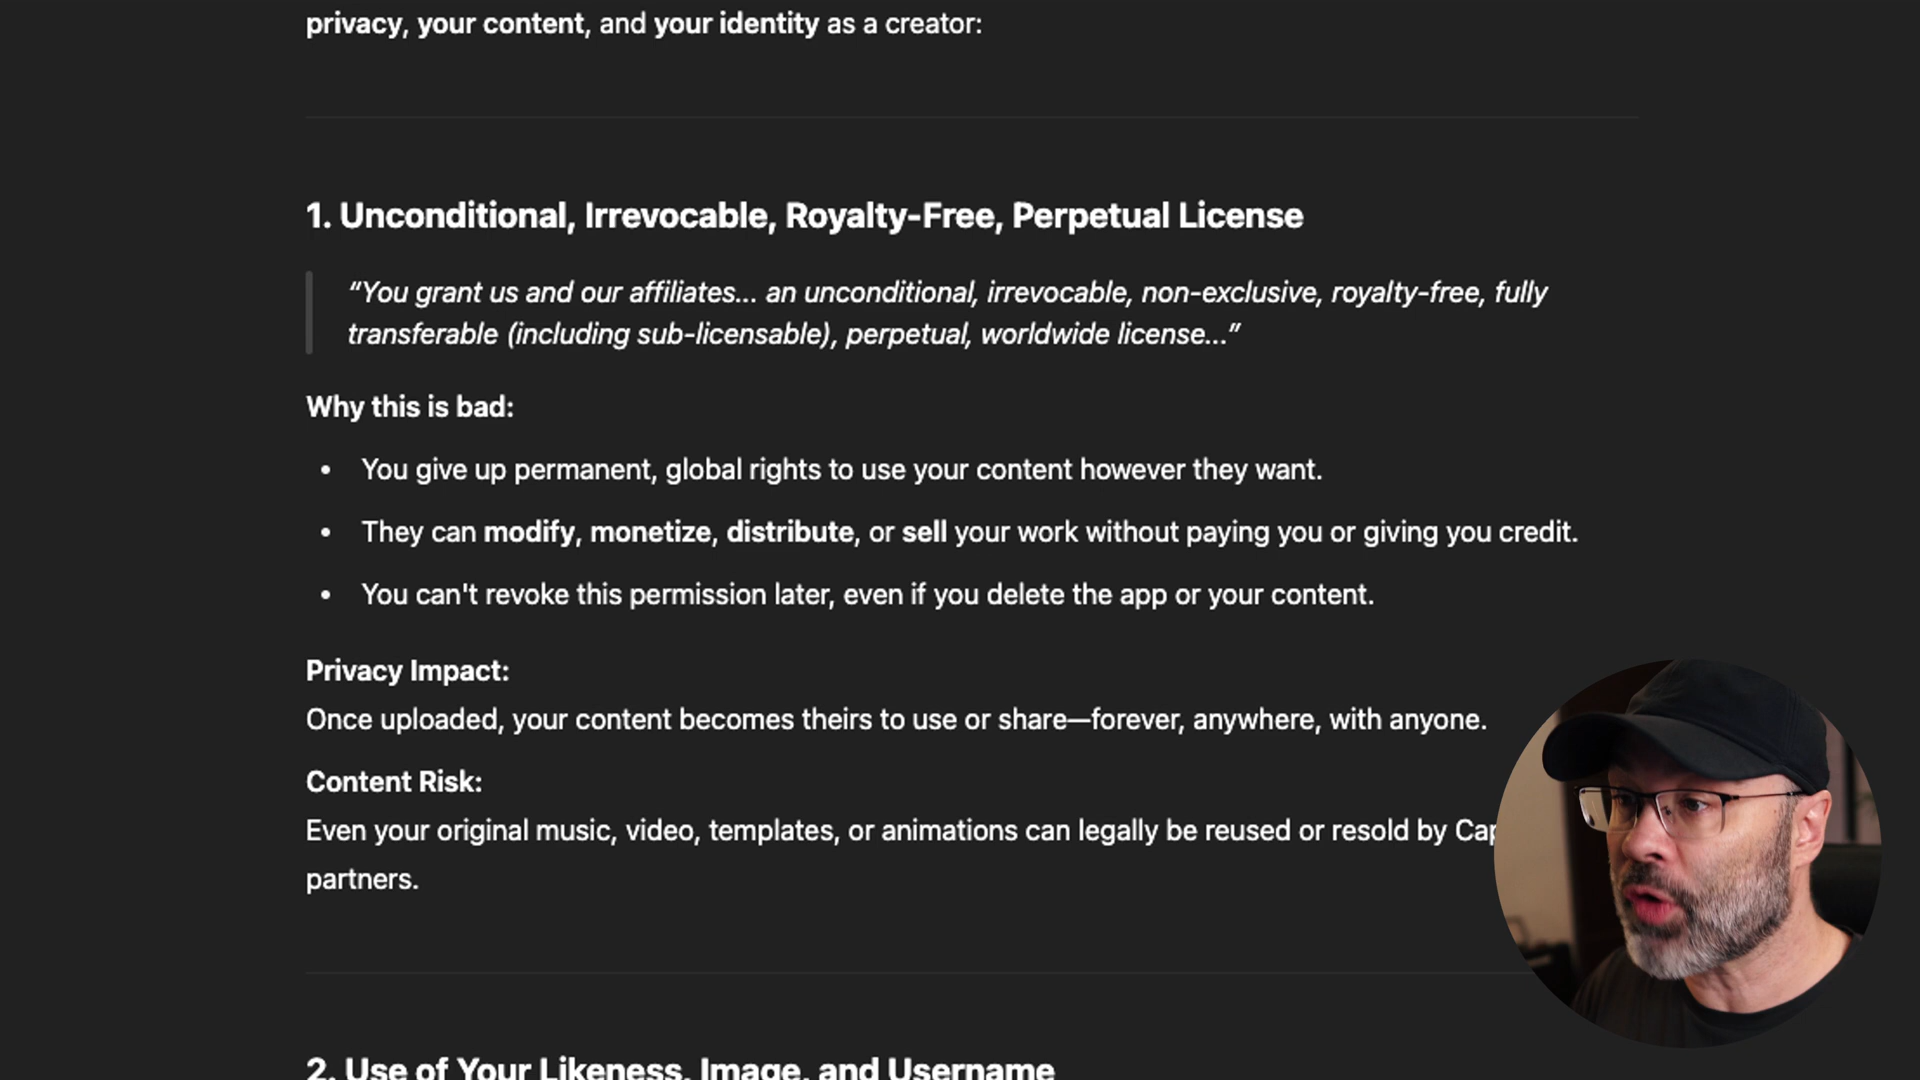 privacy, your content, and your identity as a creator:
1. Unconditional, Irrevocable, Royalty-Free, Perpetual License
“You grant us and our affiliates... an unconditional, irrevocable, non-exclusive, royalty-free, fully
transferable (including sub-licensable), perpetual, worldwide license...”
Why this is bad:
• You give up permanent, global rights to use your content however they want.
• They can modify, monetize, distribute, or sell your work without paying you or giving you credit.
• You can't revoke this permission later, even if you delete the app or your content.
Privacy Impact:
Once uploaded, your content becomes theirs to use or share—forever, anywhere, with anyone.
Content Risk:
Even your original music, video, templates, or animations can legally be reused or resold by
partners.
2. Use of Your Likeness, Image, and Username